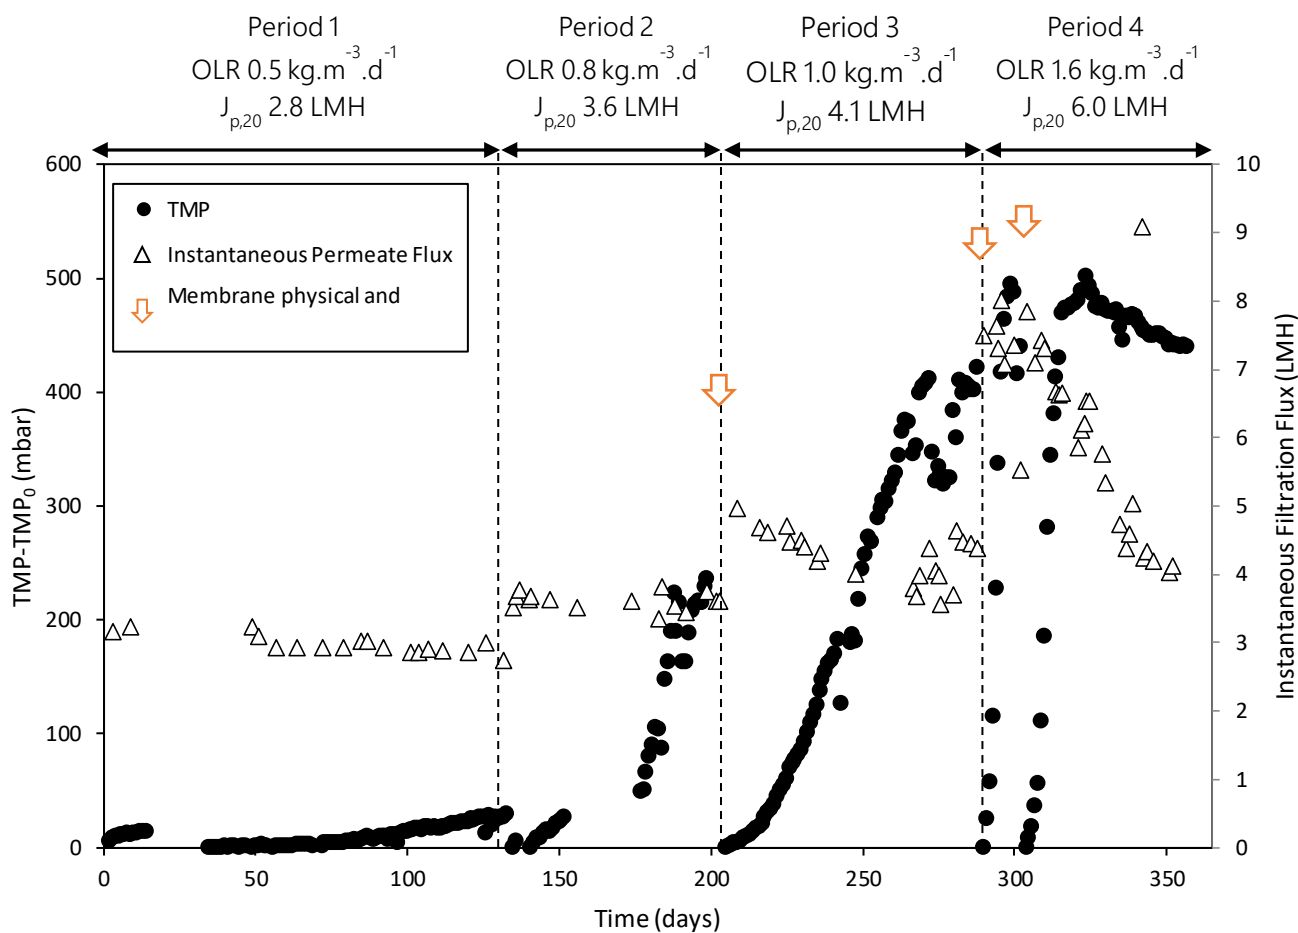 Period 1
OLR 0.5 kg.m⁻³.d⁻¹
Jp,20 2.8 LMH
Period 2
OLR 0.8 kg.m⁻³.d⁻¹
Jp,20 3.6 LMH
Period 3
OLR 1.0 kg.m⁻³.d⁻¹
Jp,20 4.1 LMH
Period 4
OLR 1.6 kg.m⁻³.d⁻¹
Jp,20 6.0 LMH
TMP
Instantaneous Permeate Flux
Membrane physical and
TMP-TMP₀ (mbar)
600
500
400
300
200
100
0
Instantaneous Filtration Flux (LMH)
10
9
8
7
6
5
4
3
2
1
0
0 50 100 150 200 250 300 350
Time (days)